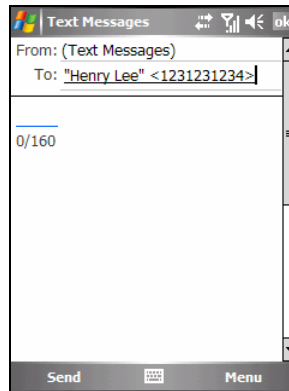 Text Messages ok
From: (Text Messages)
To: "Henry Lee" <1231231234>
0/160
Send Menu